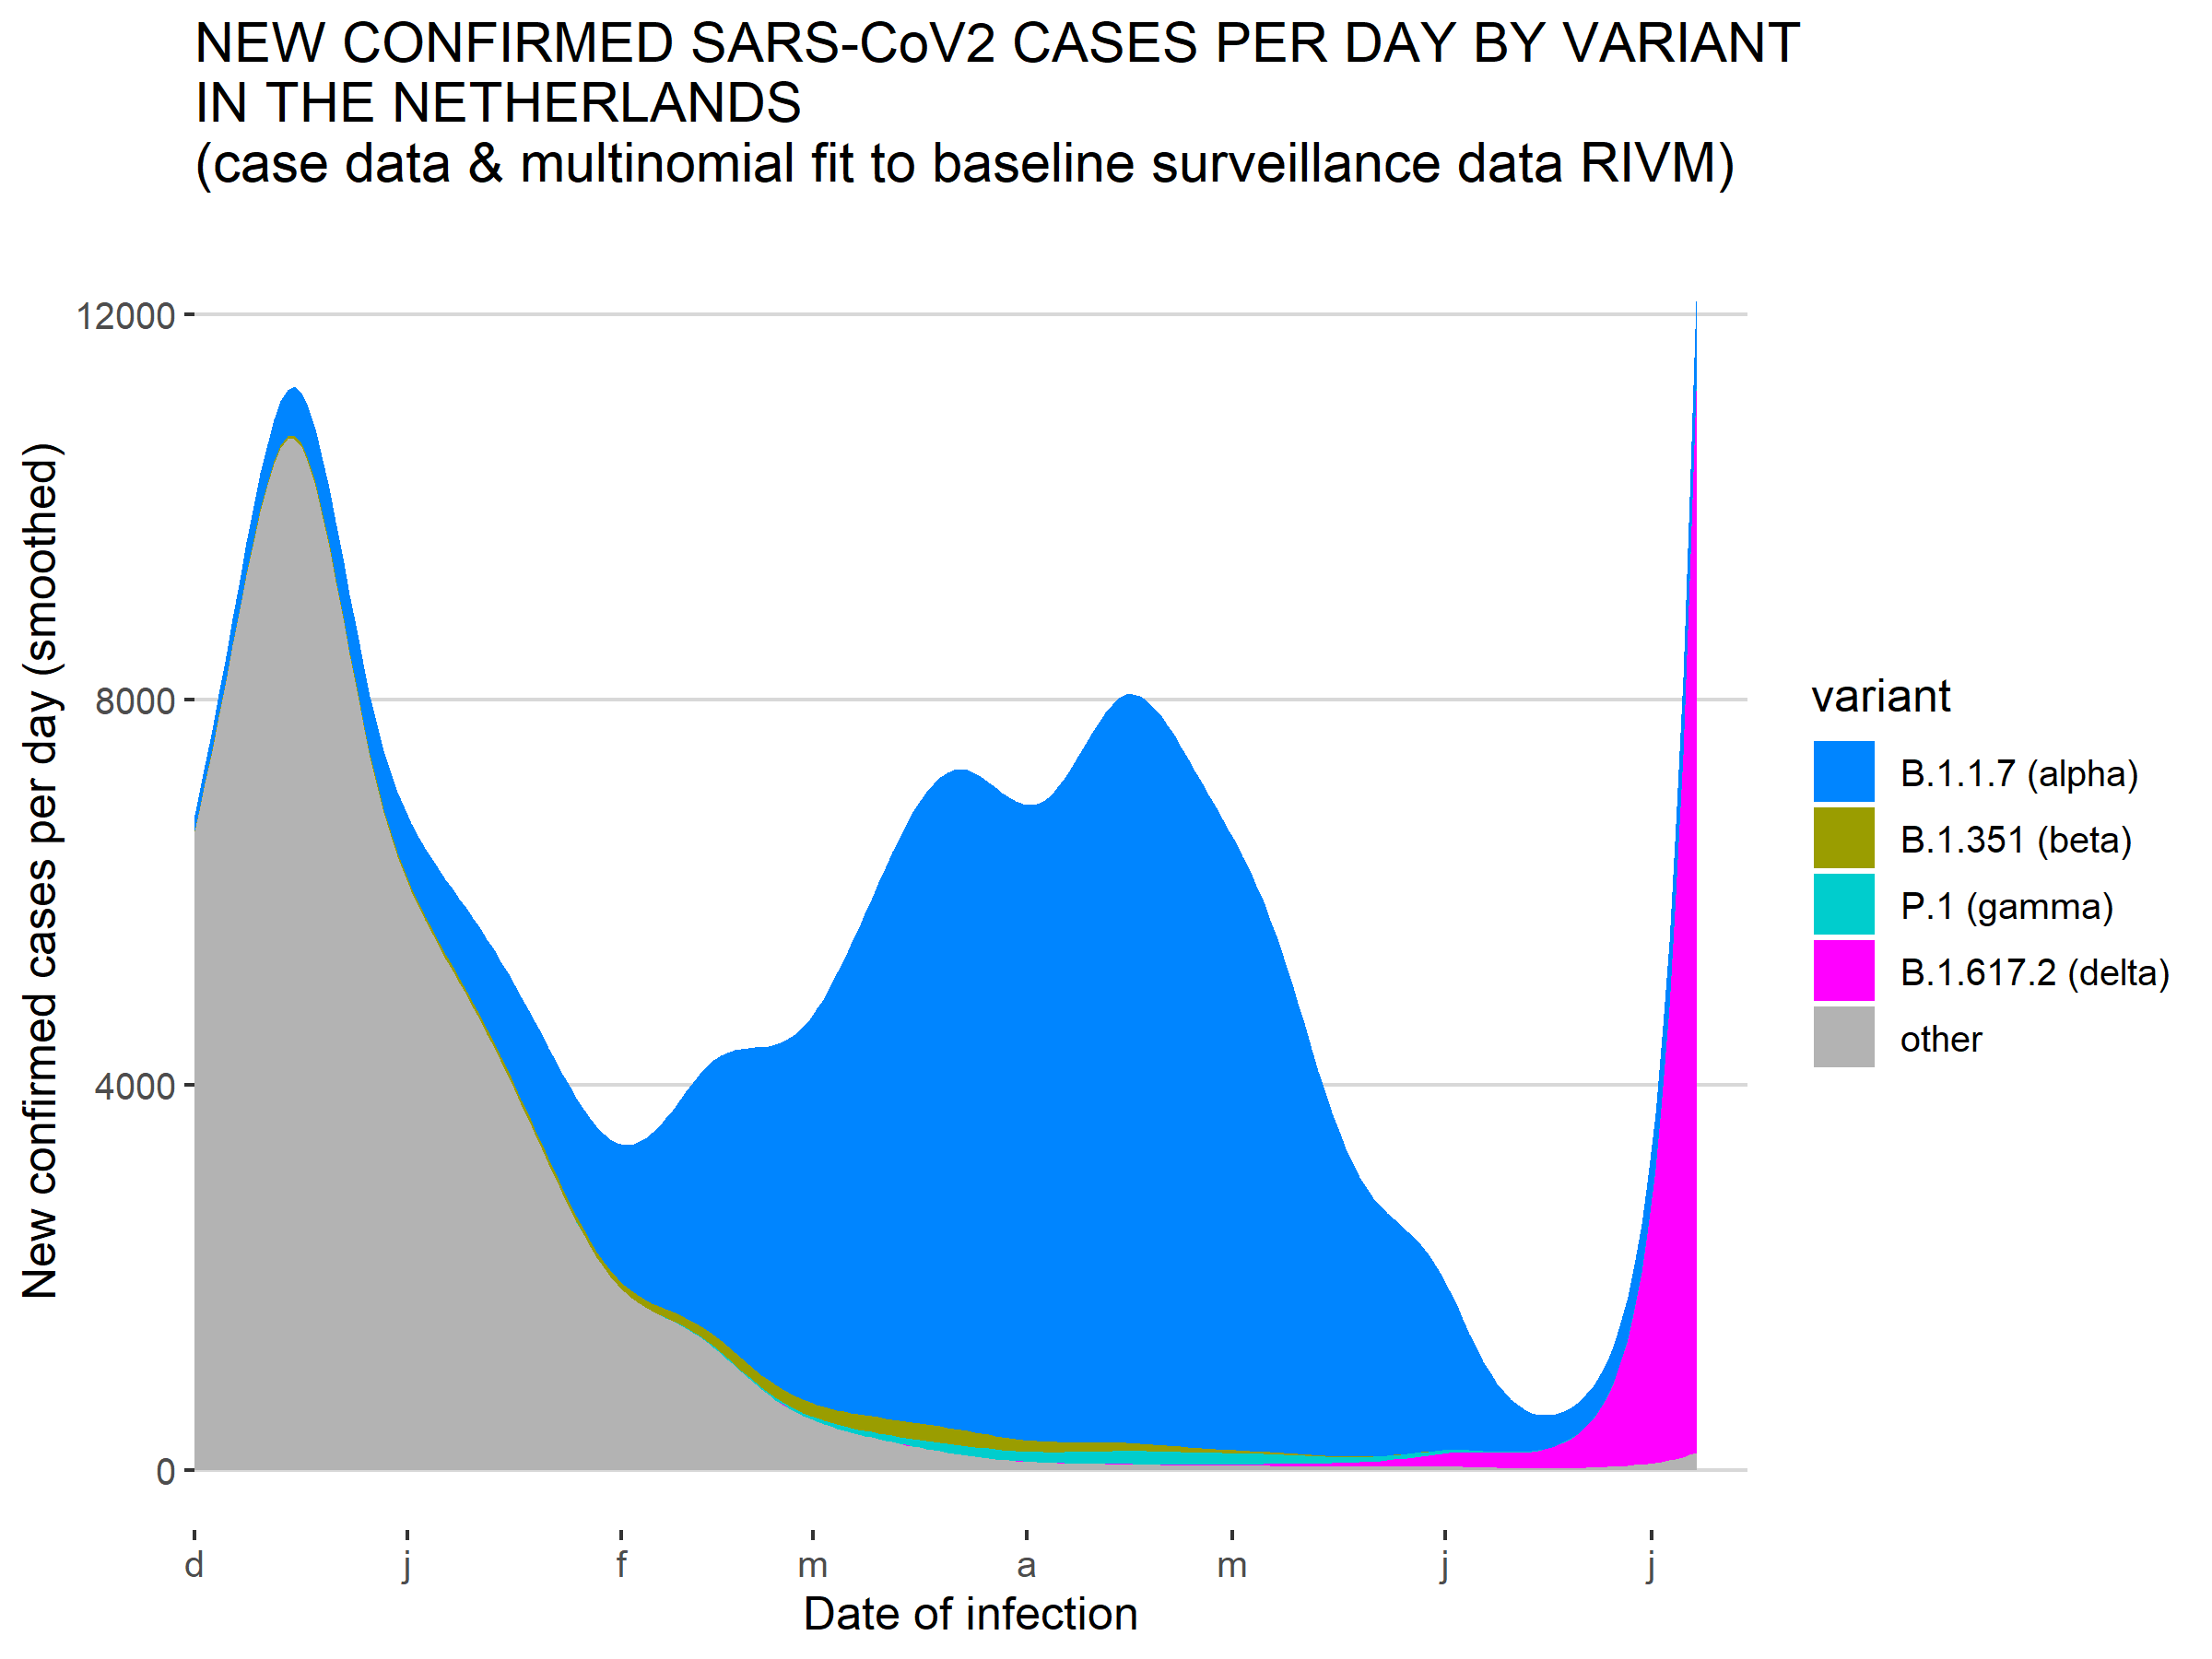 NEW CONFIRMED SARS-CoV2 CASES PER DAY BY VARIANT
IN THE NETHERLANDS
(case data & multinomial fit to baseline surveillance data RIVM)
New confirmed cases per day (smoothed)
12000
8000
4000
0
d j f m a m j j
Date of infection
variant
B.1.1.7 (alpha)
B.1.351 (beta)
P.1 (gamma)
B.1.617.2 (delta)
other